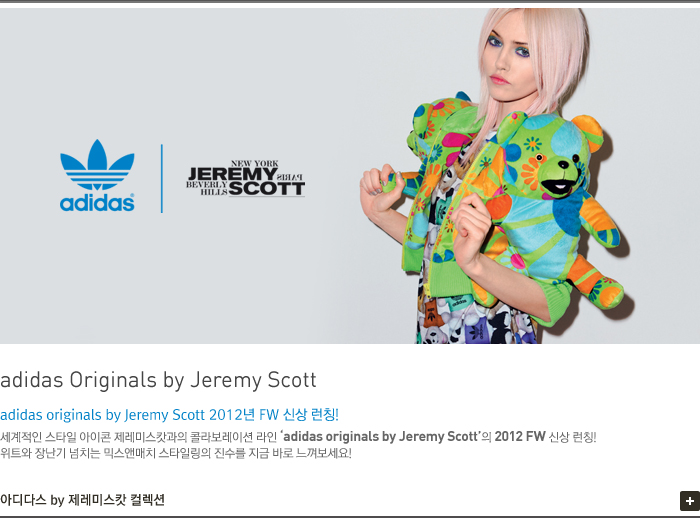 adidas
NEW YORK
JEREMY PARIS
BEVERLY HILLS SCOTT
adidas Originals by Jeremy Scott
adidas originals by Jeremy Scott 2012년 FW 신상 런칭!
세계적인 스타일 아이콘 제레미스캇과의 콜라보레이션 라인 ‘adidas originals by Jeremy Scott’의 2012 FW 신상 런칭!
위트와 장난기 넘치는 믹스앤매치 스타일링의 진수를 지금 바로 느껴보세요!
아디다스 by 제레미스캇 컬렉션